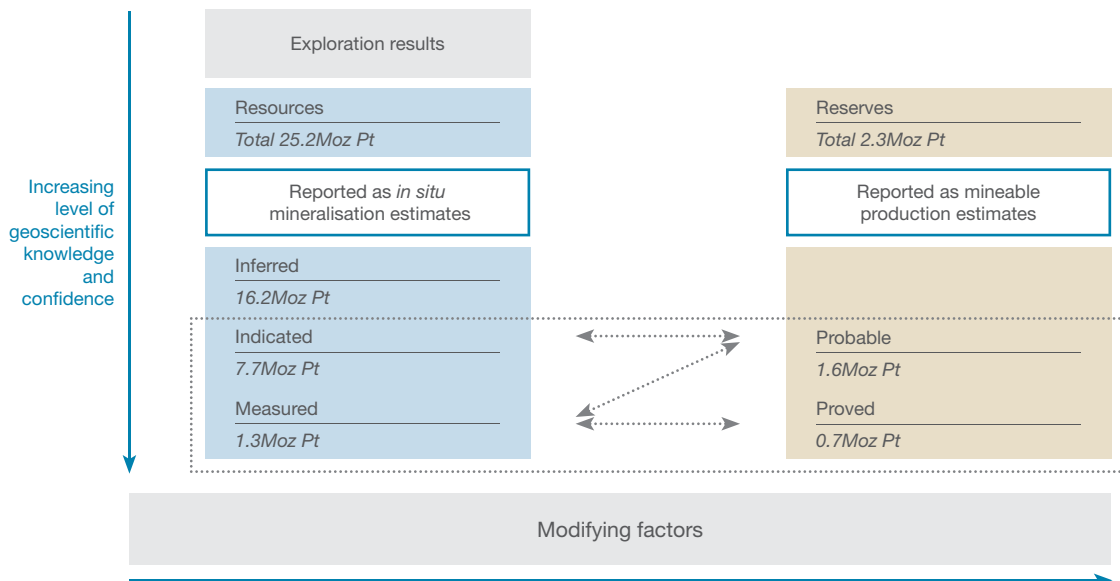 Exploration results
Resources
Total 25.2Moz Pt
Reserves
Total 2.3Moz Pt
Increasing
level of
geoscientific
knowledge
and
confidence
Reported as in situ
mineralisation estimates
Reported as mineable
production estimates
Inferred
16.2Moz Pt
Indicated
7.7Moz Pt
Probable
1.6Moz Pt
Measured
1.3Moz Pt
Proved
0.7Moz Pt
Modifying factors